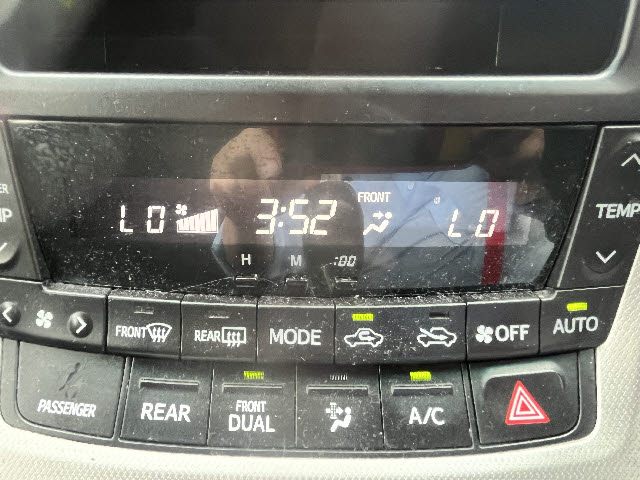 FRONT
LO 3:52 LO
H M :00
TEMP
FRONT REAR MODE OFF AUTO
PASSENGER REAR FRONT DUAL A/C